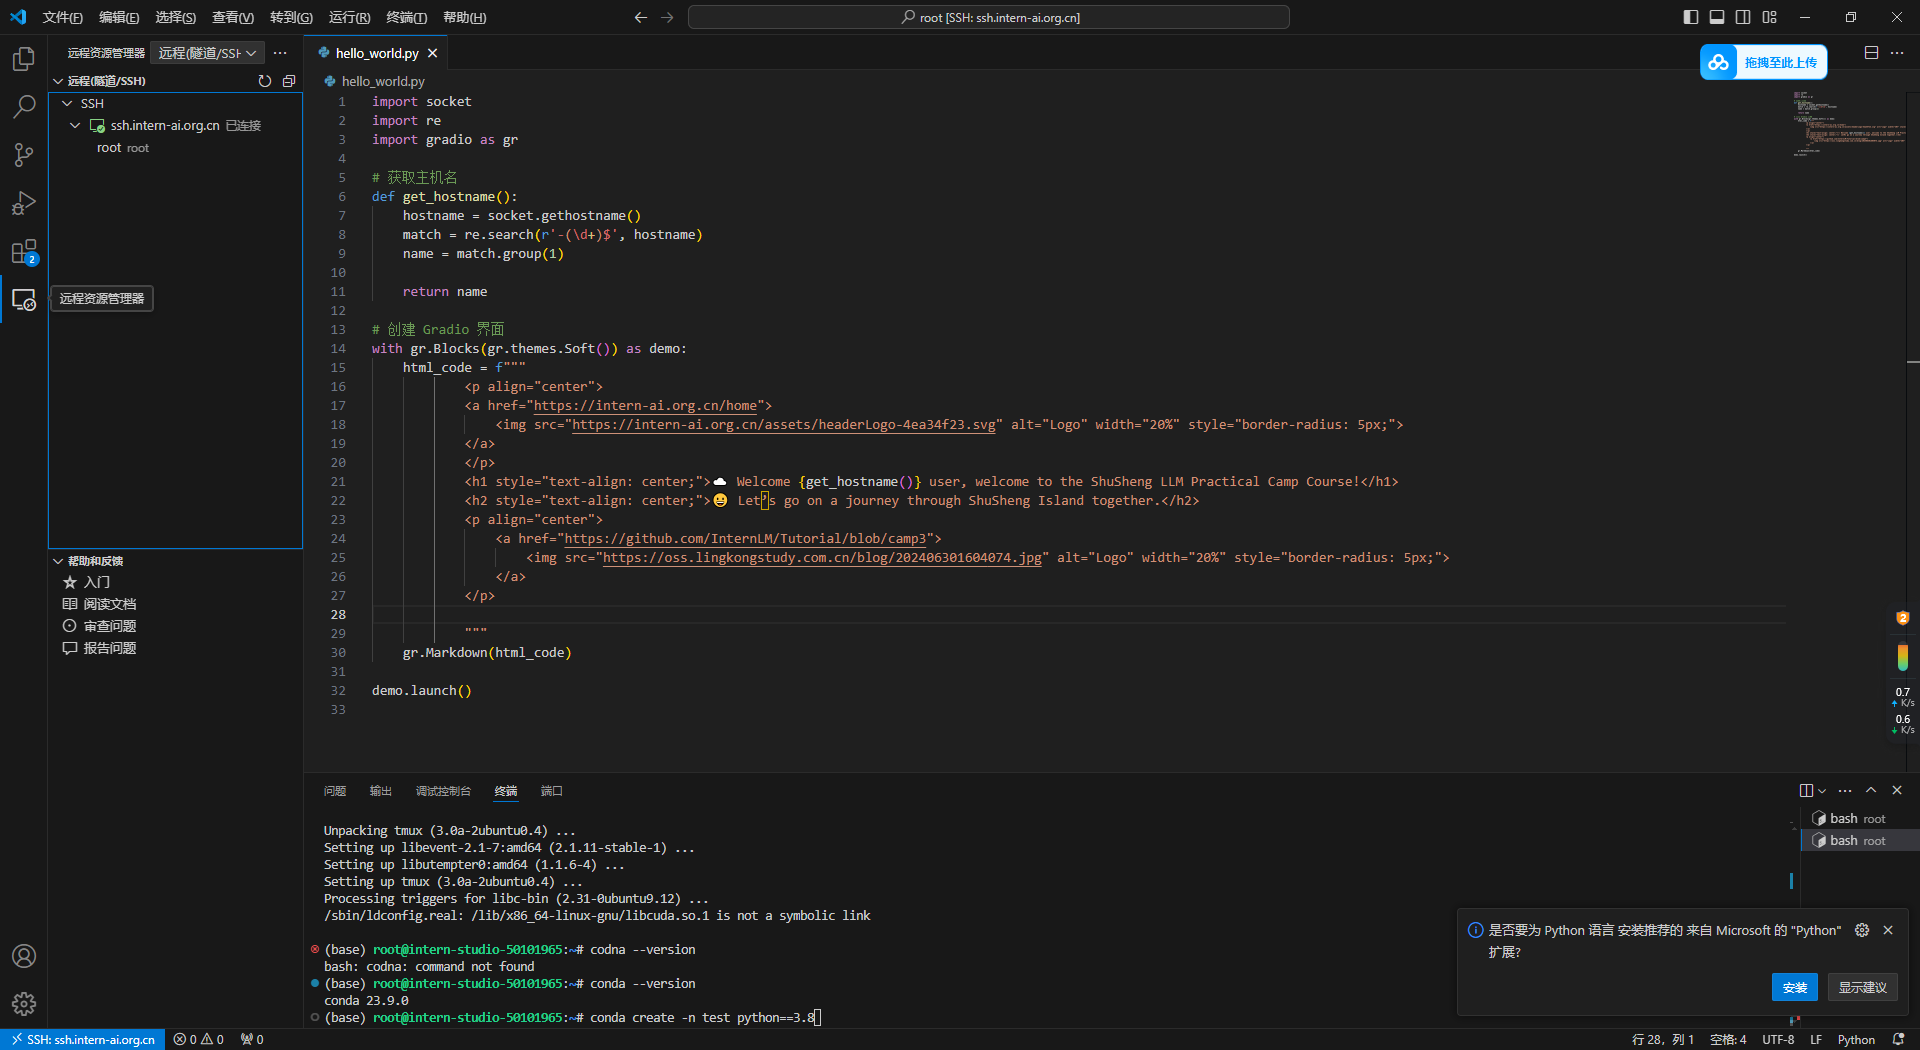 文件(F) 编辑(E) 选择(S) 查看(V) 转到(G) 运行(R) 终端(T) 帮助(H)
root [SSH: ssh.intern-ai.org.cn]
远程资源管理器 远程(隧道/SSH
远程(隧道/SSH)
SSH
ssh.intern-ai.org.cn 已连接
root root
2
远程资源管理器
帮助和反馈
入门
阅读文档
审查问题
报告问题
hello_world.py
拖拽至此上传
hello_world.py
1 import socket
2 import re
3 import gradio as gr
4
5 # 获取主机名
6 def get_hostname():
7 hostname = socket.gethostname()
8 match = re.search(r'-(\d+)$', hostname)
9 name = match.group(1)
10
11 return name
12
13 # 创建 Gradio 界面
14 with gr.Blocks(gr.themes.Soft()) as demo:
15 html_code = f"""
16 <p align="center">
17 <a href="https://intern-ai.org.cn/home">
18 <img src="https://intern-ai.org.cn/assets/headerLogo-4ea34f23.svg" alt="Logo" width="20%" style="border-radius: 5px;">
19 </a>
20 </p>
21 <h1 style="text-align: center;">☁️ Welcome {get_hostname()} user, welcome to the ShuSheng LLM Practical Camp Course!</h1>
22 <h2 style="text-align: center;">😀 Let’s go on a journey through ShuSheng Island together.</h2>
23 <p align="center">
24 <a href="https://github.com/InternLM/Tutorial/blob/camp3">
25 <img src="https://oss.lingkongstudy.com.cn/blog/202406301604074.jpg" alt="Logo" width="20%" style="border-radius: 5px;">
26 </a>
27 </p>
28
29 """
30 gr.Markdown(html_code)
31
32 demo.launch()
33
2
0.7
K/s
0.6
K/s
问题 输出 调试控制台 终端 端口
Unpacking tmux (3.0a-2ubuntu0.4) ...
Setting up libevent-2.1-7:amd64 (2.1.11-stable-1) ...
Setting up libutempter0:amd64 (1.1.6-4) ...
Setting up tmux (3.0a-2ubuntu0.4) ...
Processing triggers for libc-bin (2.31-0ubuntu9.12) ...
/sbin/ldconfig.real: /lib/x86_64-linux-gnu/libcuda.so.1 is not a symbolic link
(base) root@intern-studio-50101965:~# codna --version
bash: codna: command not found
(base) root@intern-studio-50101965:~# conda --version
conda 23.9.0
(base) root@intern-studio-50101965:~# conda create -n test python==3.8
bash root
bash root
是否要为 Python 语言 安装推荐的 来自 Microsoft 的 "Python"
扩展?
安装 显示建议
SSH: ssh.intern-ai.org.cn 0 0 0 行 28，列 1 空格: 4 UTF-8 LF Python